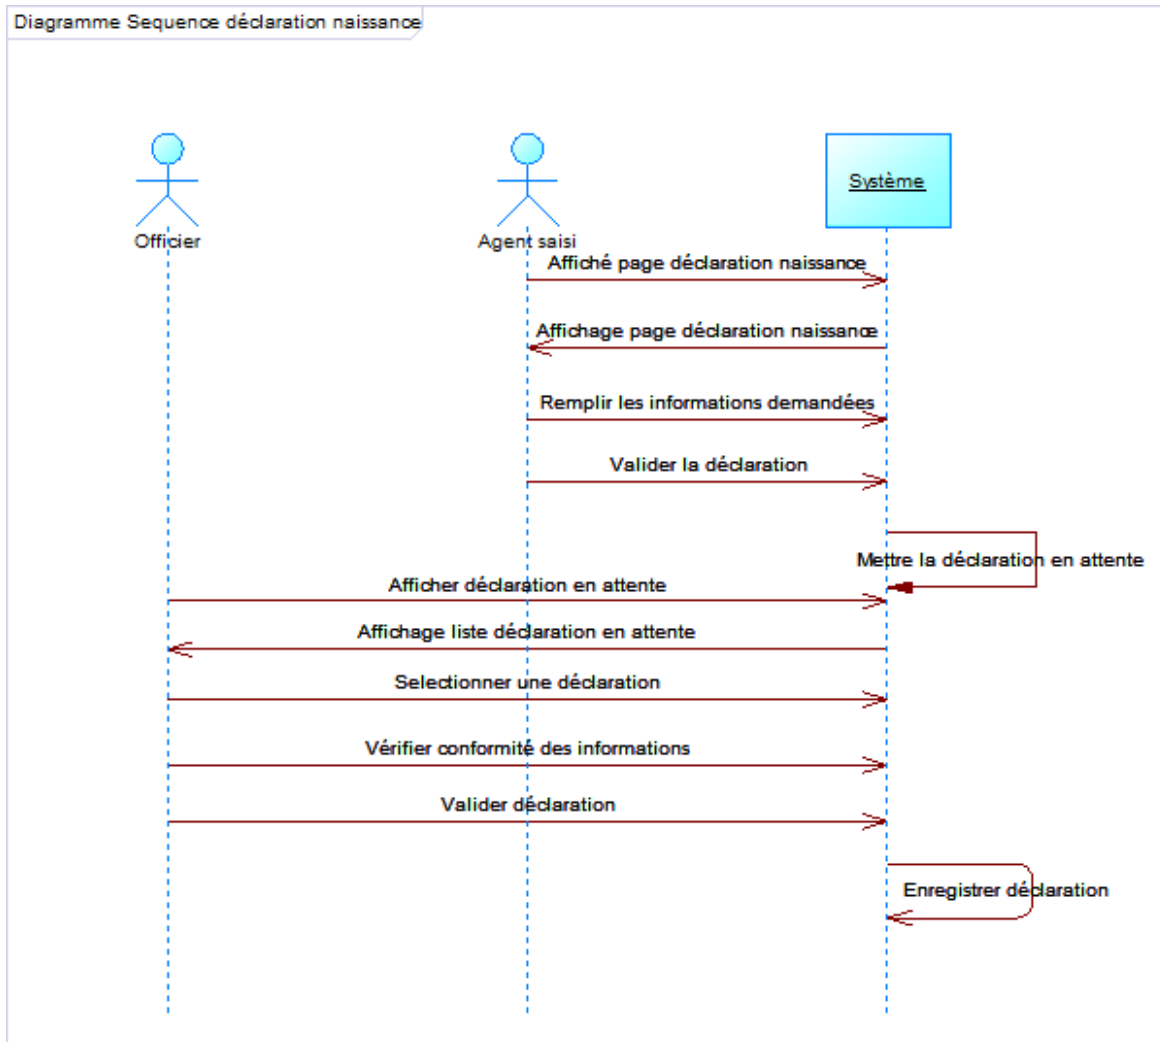 Diagramme Sequence déclaration naissance
Officier
Agent saisi
Système
Affiché page déclaration naissance
Affichage page déclaration naissance
Remplir les informations demandées
Valider la déclaration
Mettre la déclaration en attente
Afficher déclaration en attente
Affichage liste déclaration en attente
Selectionner une déclaration
Vérifier conformité des informations
Valider déclaration
Enregistrer déclaration